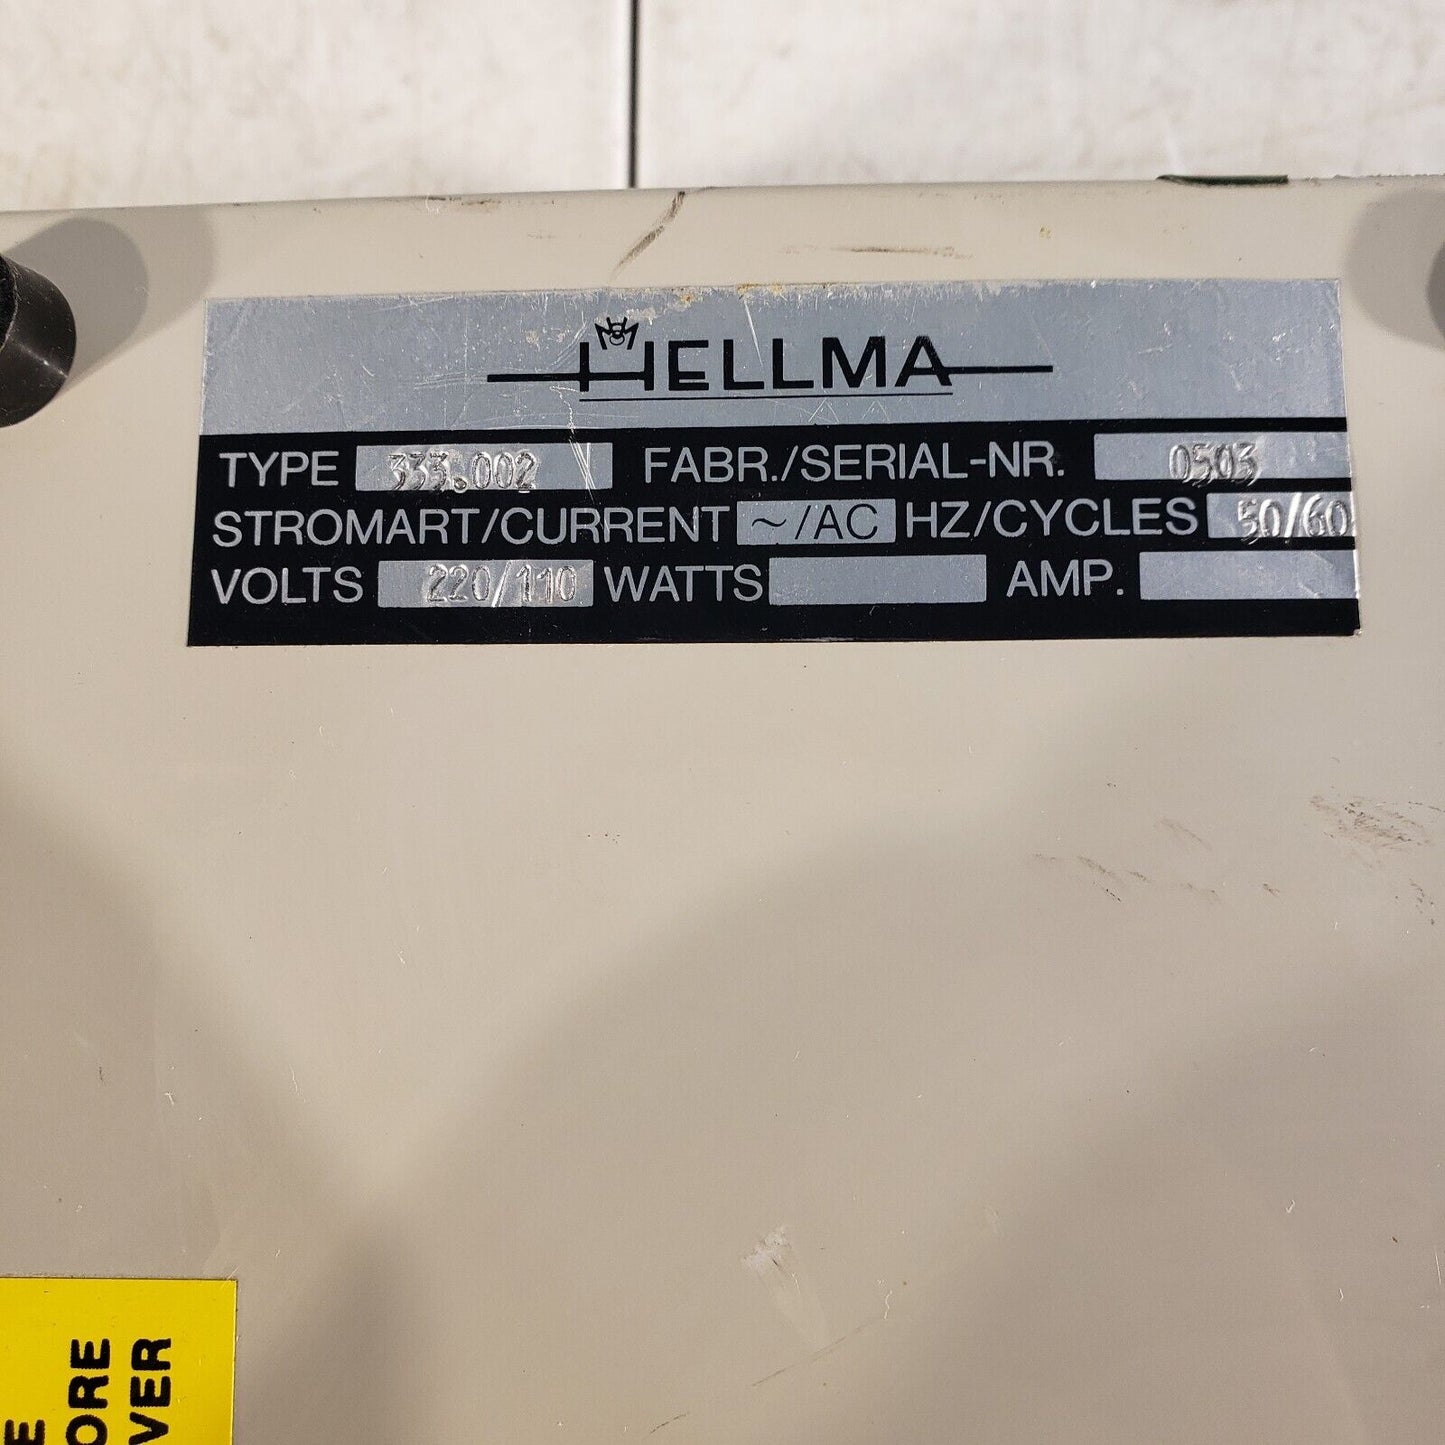 HELLMA
TYPE 333.002 FABR./SERIAL-NR. 0503
STROMART/CURRENT ~/AC HZ/CYCLES 50/60
VOLTS 220/110 WATTS AMP.
E
ORE
VER